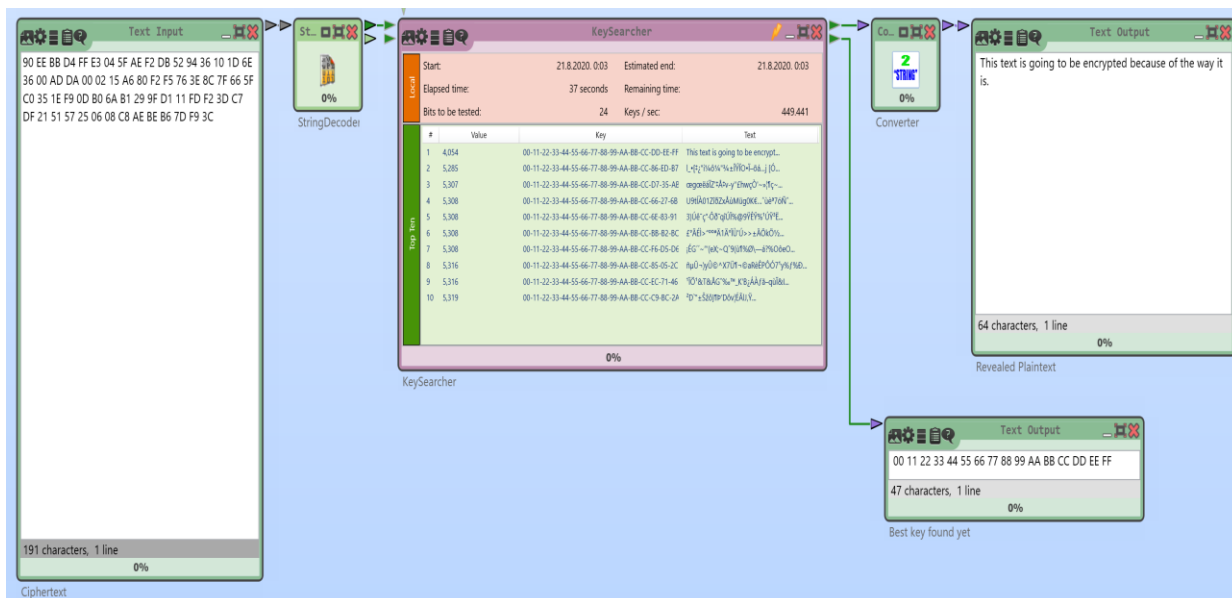 Text Input
90 EE BB D4 FF E3 04 5F AE F2 DB 52 94 36 10 1D 6E
36 00 AD DA 00 02 15 A6 80 F2 F5 76 3E 8C 7F 66 5F
C0 35 1E F9 0D B0 6A B1 29 9F D1 11 FD F2 3D C7
DF 21 51 57 25 06 08 C8 AE BE B6 7D F9 3C
191 characters, 1 line
0%
Ciphertext
St...
0%
StringDecoder
KeySearcher
Local
Start: 21.8.2020. 0:03 Estimated end: 21.8.2020. 0:03
Elapsed time: 37 seconds Remaining time:
Bits to be tested: 24 Keys / sec: 449.441
Top Ten
# Value Key Text
1 4,054 00-11-22-33-44-55-66-77-88-99-AA-BB-CC-DD-EE-FF This text is going to be encrypt...
2 5,285 00-11-22-33-44-55-66-77-88-99-AA-BB-CC-86-ED-B7
3 5,307 00-11-22-33-44-55-66-77-88-99-AA-BB-CC-D7-35-AE
4 5,308 00-11-22-33-44-55-66-77-88-99-AA-BB-CC-66-27-6B
5 5,308 00-11-22-33-44-55-66-77-88-99-AA-BB-CC-6E-83-91
6 5,308 00-11-22-33-44-55-66-77-88-99-AA-BB-CC-BB-B2-BC
7 5,308 00-11-22-33-44-55-66-77-88-99-AA-BB-CC-F6-D5-D6
8 5,316 00-11-22-33-44-55-66-77-88-99-AA-BB-CC-85-05-2C
9 5,316 00-11-22-33-44-55-66-77-88-99-AA-BB-CC-EC-71-46
10 5,319 00-11-22-33-44-55-66-77-88-99-AA-BB-CC-C9-BC-2A
0%
KeySearcher
Co...
2
"STRING"
0%
Converter
Text Output
This text is going to be encrypted because of the way it
is.
64 characters, 1 line
0%
Revealed Plaintext
Text Output
00 11 22 33 44 55 66 77 88 99 AA BB CC DD EE FF
47 characters, 1 line
0%
Best key found yet